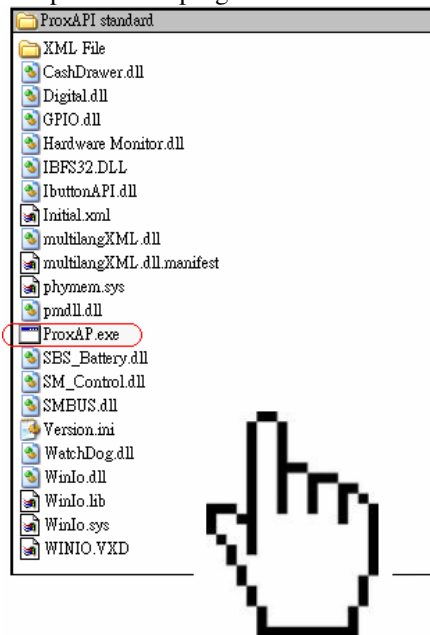 ProxAPI standard
XML File
CashDrawer.dll
Digital.dll
GPIO.dll
Hardware Monitor.dll
IBFS32.DLL
IbuttonAPI.dll
Initial.xml
multilangXML.dll
multilangXML.dll.manifest
phymem.sys
pmdll.dll
ProxAP.exe
SBS_Battery.dll
SM_Control.dll
SMBUS.dll
Version.ini
WatchDog.dll
WinIo.dll
WinIo.lib
WinIo.sys
WINIO.VXD